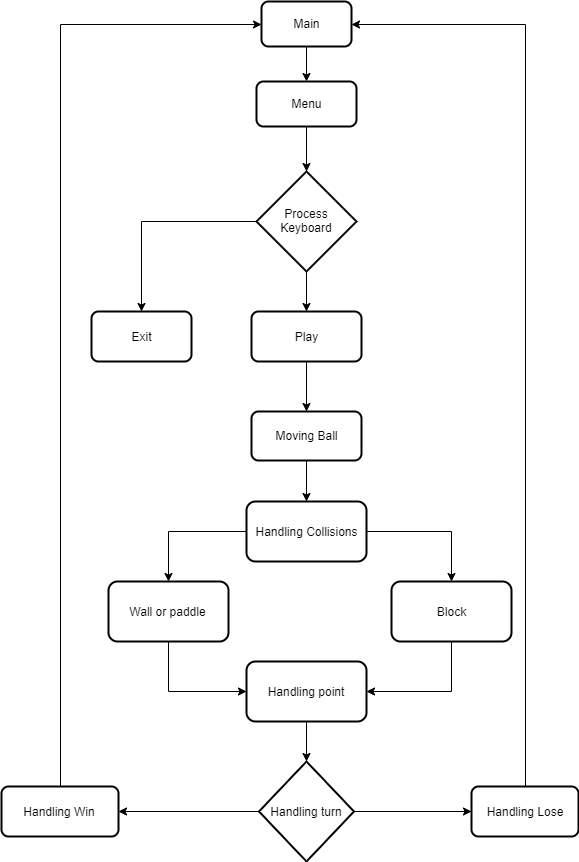 Main
Menu
Process
Keyboard
Exit
Play
Moving Ball
Handling Collisions
Wall or paddle
Block
Handling point
Handling Win
Handling turn
Handling Lose